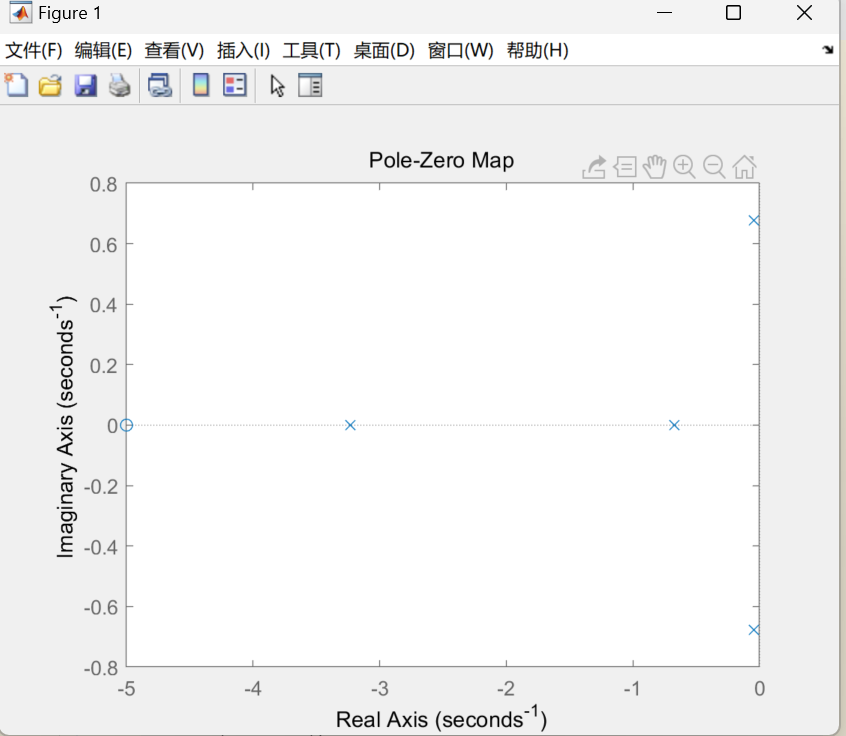 Figure 1
文件(F) 编辑(E) 查看(V) 插入(I) 工具(T) 桌面(D) 窗口(W) 帮助(H)
Pole-Zero Map
0.8
0.6
0.4
0.2
0
-0.2
-0.4
-0.6
-0.8
Imaginary Axis (seconds⁻¹)
-5 -4 -3 -2 -1 0
Real Axis (seconds⁻¹)